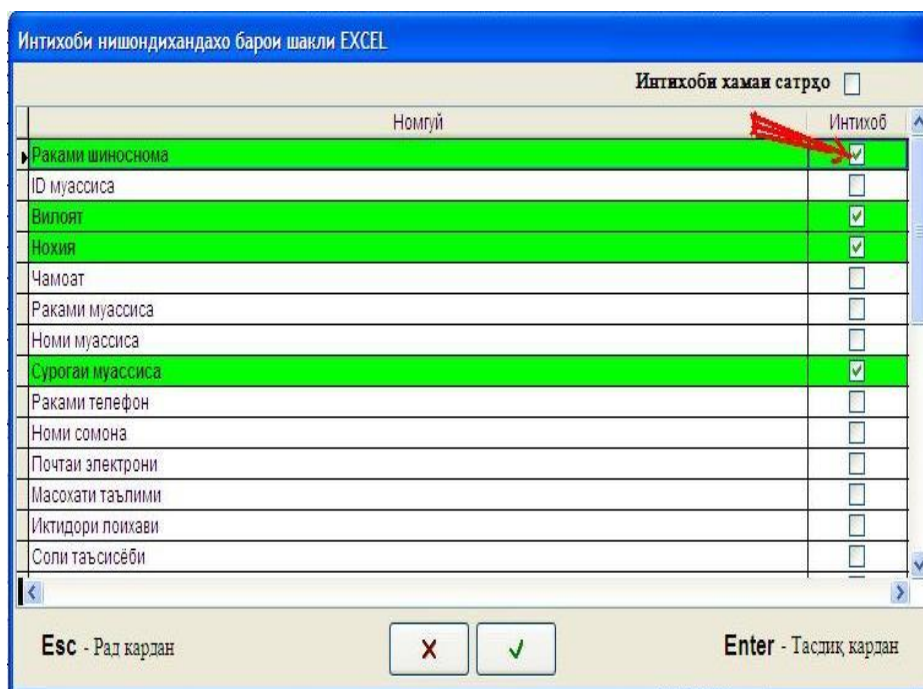 Интихоби нишондихандахо барои шакли EXCEL
Интихоби хамаи сатрҳо
Номгуй Интихоб
Раками шиноснома
ID муассиса
Вилоят
Нохия
Чамоат
Раками муассиса
Номи муассиса
Сурогаи муассиса
Раками телефон
Номи сомона
Почтаи электрони
Масохати таълими
Иктидори лоихави
Соли таъсисёби
Esc - Рад кардан Enter - Тасдиқ кардан